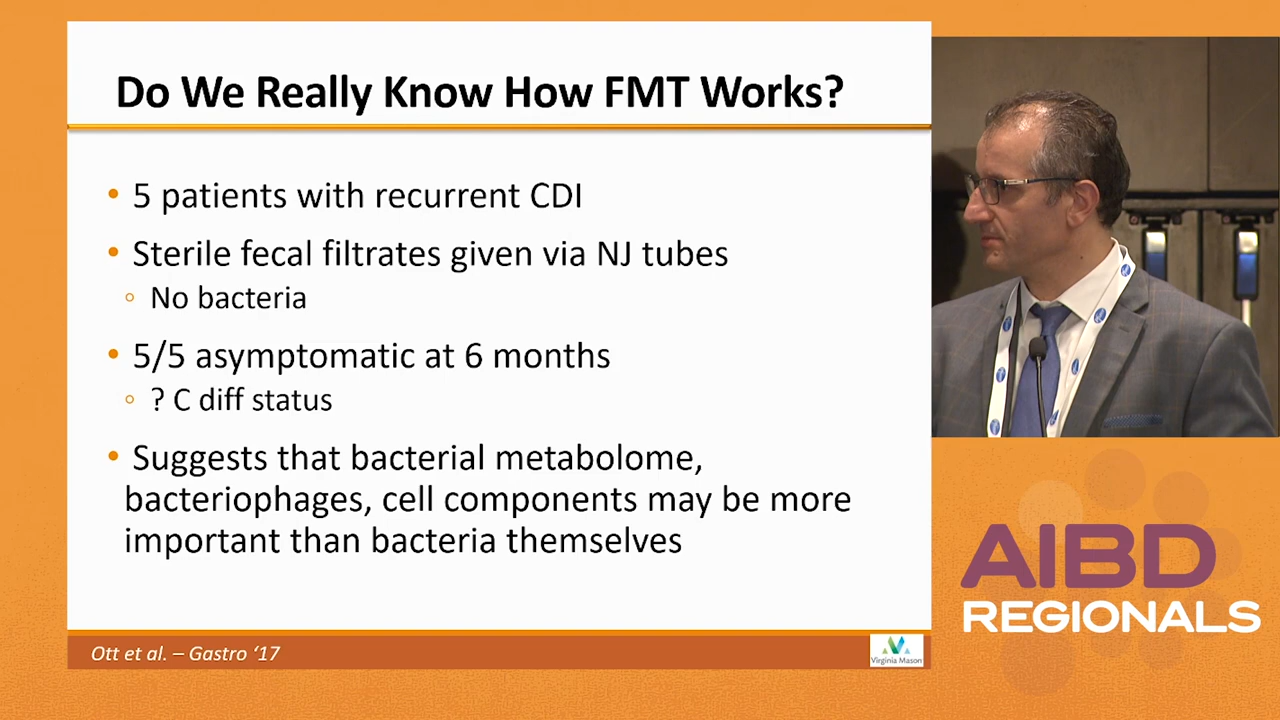 Do We Really Know How FMT Works?
• 5 patients with recurrent CDI
• Sterile fecal filtrates given via NJ tubes
◦ No bacteria
• 5/5 asymptomatic at 6 months
◦ ? C diff status
• Suggests that bacterial metabolome,
bacteriophages, cell components may be more
important than bacteria themselves
Ott et al. – Gastro ‘17
Virginia Mason
AIBD
REGIONALS